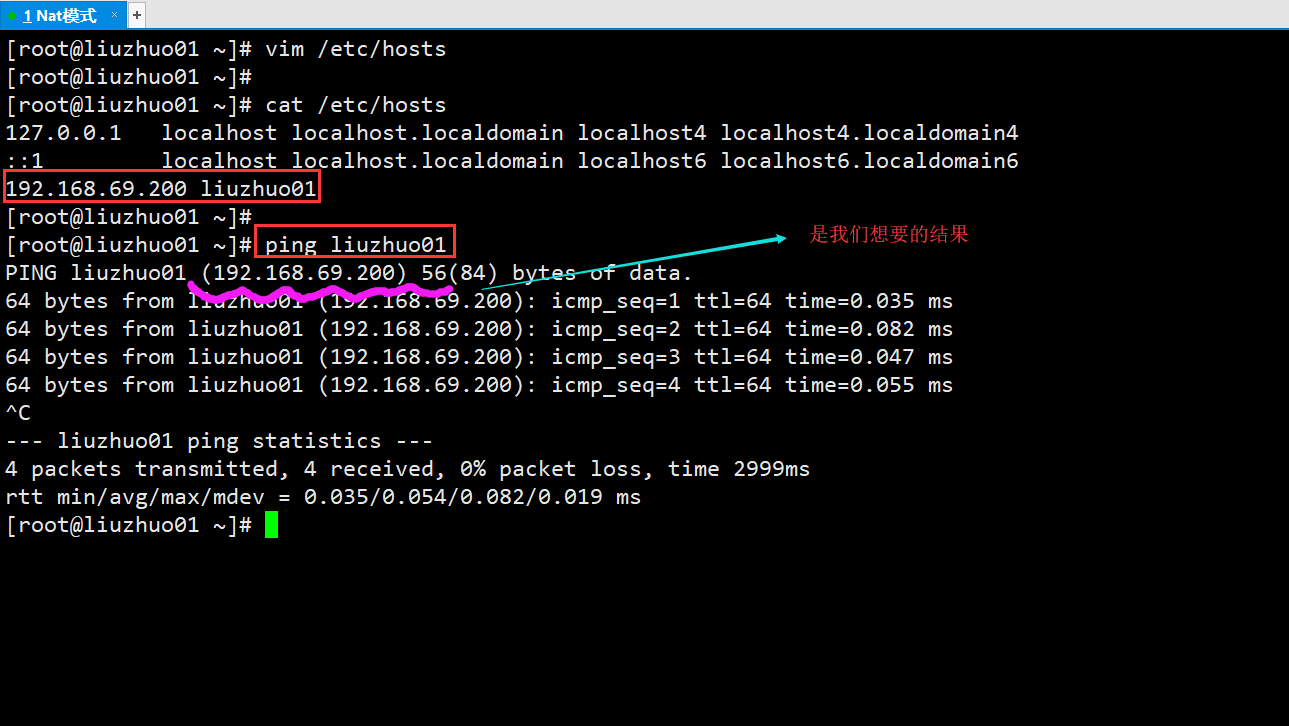 1 Nat模式 × +
[root@liuzhuo01 ~]# vim /etc/hosts
[root@liuzhuo01 ~]#
[root@liuzhuo01 ~]# cat /etc/hosts
127.0.0.1   localhost localhost.localdomain localhost4 localhost4.localdomain4
::1         localhost localhost.localdomain localhost6 localhost6.localdomain6
192.168.69.200 liuzhuo01
[root@liuzhuo01 ~]#
[root@liuzhuo01 ~]# ping liuzhuo01
是我们想要的结果
PING liuzhuo01 (192.168.69.200) 56(84) bytes of data.
64 bytes from liuzhuo01 (192.168.69.200): icmp_seq=1 ttl=64 time=0.035 ms
64 bytes from liuzhuo01 (192.168.69.200): icmp_seq=2 ttl=64 time=0.082 ms
64 bytes from liuzhuo01 (192.168.69.200): icmp_seq=3 ttl=64 time=0.047 ms
64 bytes from liuzhuo01 (192.168.69.200): icmp_seq=4 ttl=64 time=0.055 ms
^C
--- liuzhuo01 ping statistics ---
4 packets transmitted, 4 received, 0% packet loss, time 2999ms
rtt min/avg/max/mdev = 0.035/0.054/0.082/0.019 ms
[root@liuzhuo01 ~]#